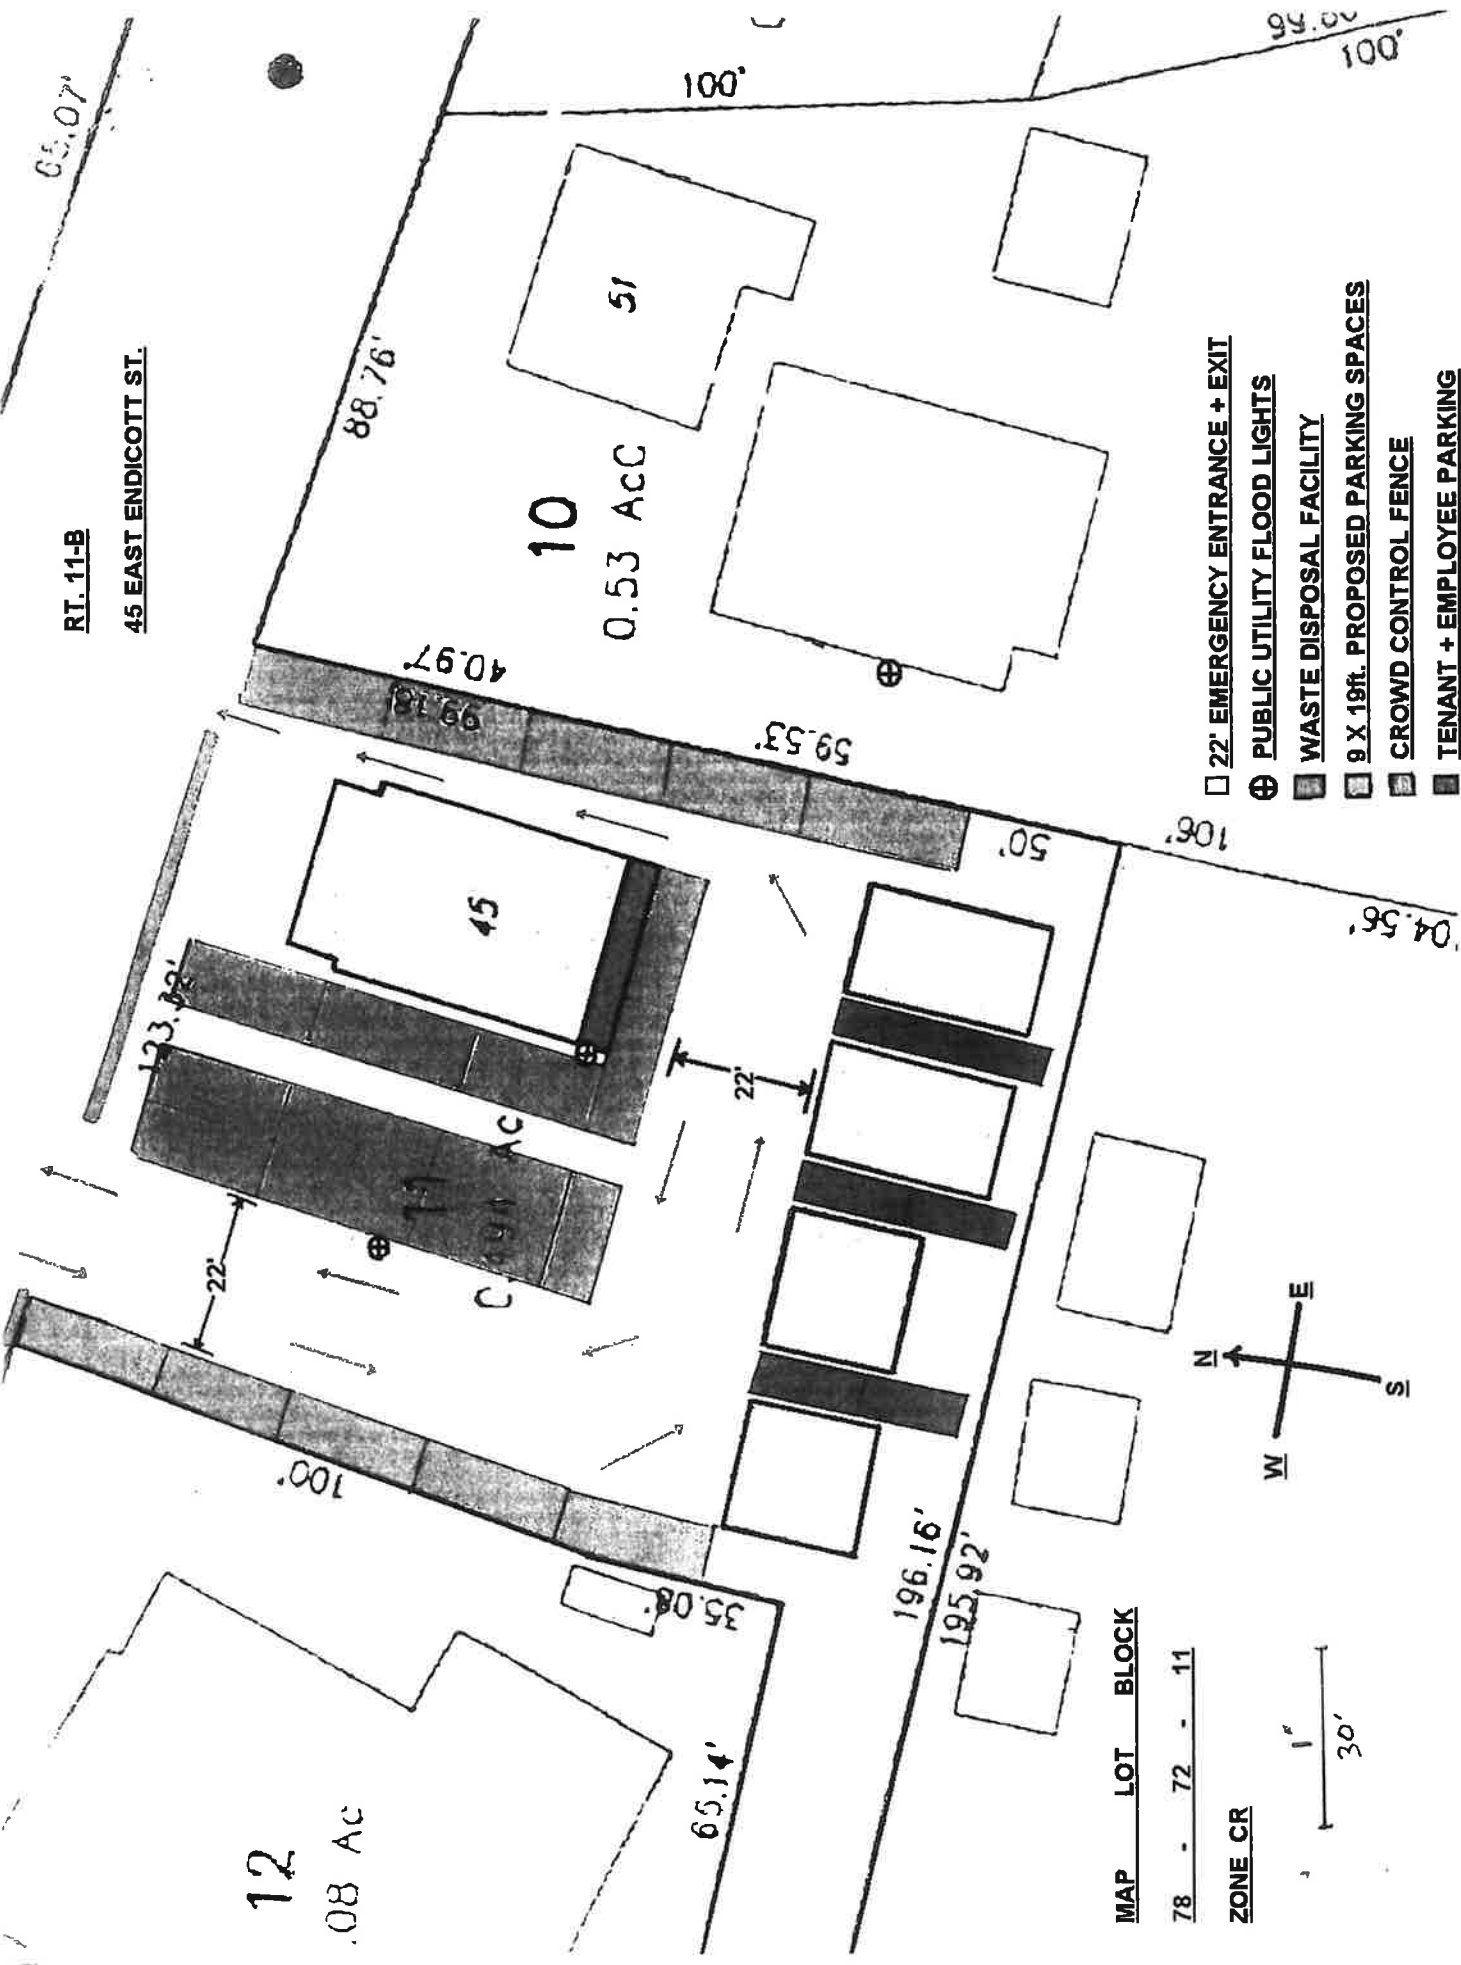 RT. 11-B
45 EAST ENDICOTT ST.
88.76'
100'
100'
51
10
0.53 AcC
40.97'
99.18'
59.53'
50'
106'
04.56'
45
22'
22'
11
100'
35.08'
12
.08 Ac
196.16'
195.92'
22' EMERGENCY ENTRANCE + EXIT
PUBLIC UTILITY FLOOD LIGHTS
WASTE DISPOSAL FACILITY
9 X 19ft. PROPOSED PARKING SPACES
CROWD CONTROL FENCE
TENANT + EMPLOYEE PARKING
N
W E
S
MAP LOT BLOCK
78 - 72 - 11
ZONE CR
1"
30'